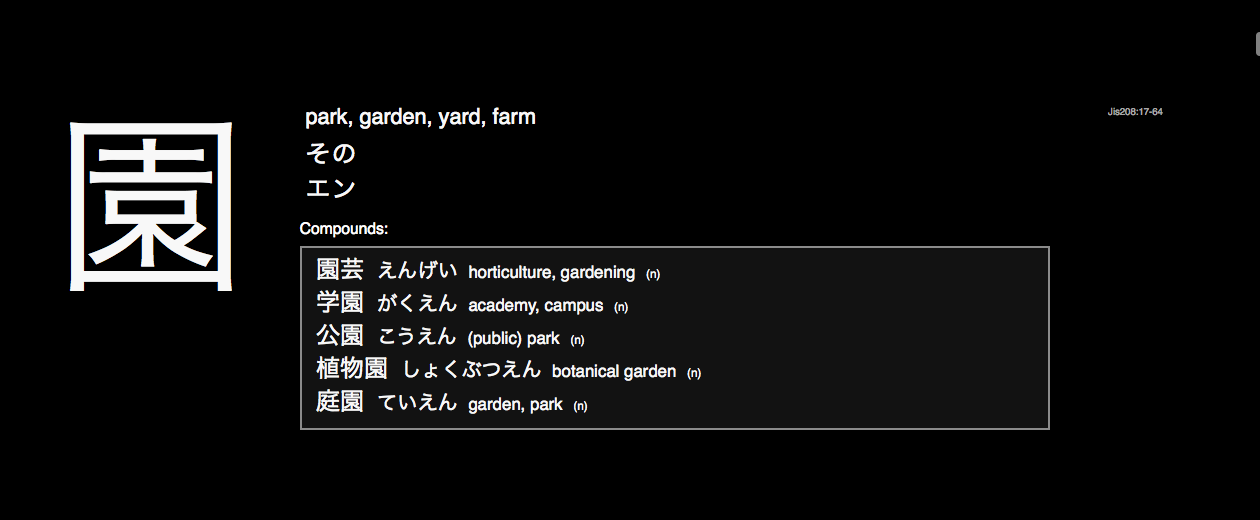 園
park, garden, yard, farm
Jis208:17-64
その
エン
Compounds:
園芸 えんげい horticulture, gardening (n)
学園 がくえん academy, campus (n)
公園 こうえん (public) park (n)
植物園 しょくぶつえん botanical garden (n)
庭園 ていえん garden, park (n)